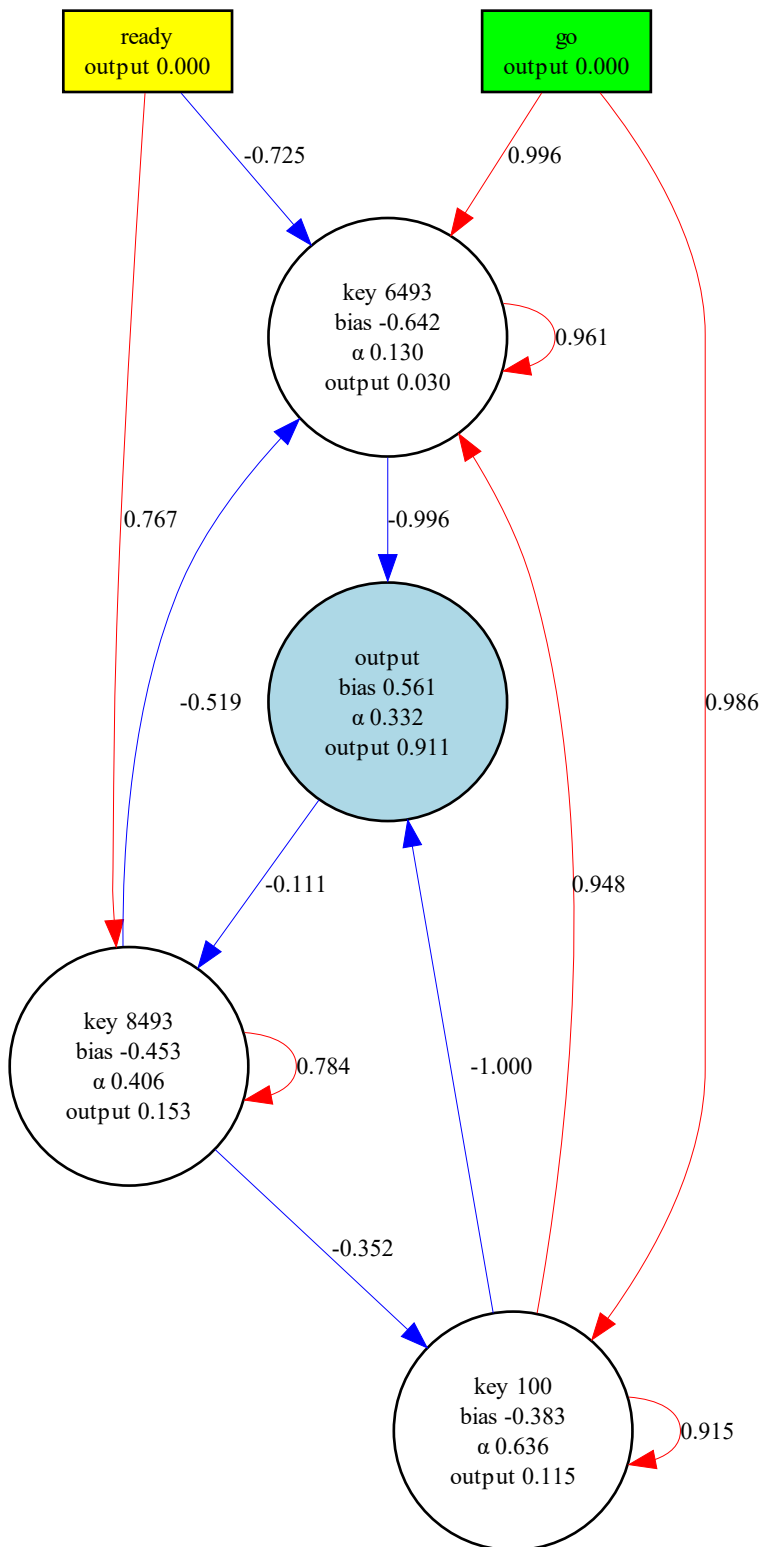 ready
output 0.000
go
output 0.000
-0.725
0.996
key 6493
bias -0.642
α 0.130
output 0.030
0.961
0.767
-0.996
-0.519
output
bias 0.561
α 0.332
output 0.911
0.986
-0.111
0.948
key 8493
bias -0.453
α 0.406
output 0.153
0.784
-1.000
-0.352
key 100
bias -0.383
α 0.636
output 0.115
0.915